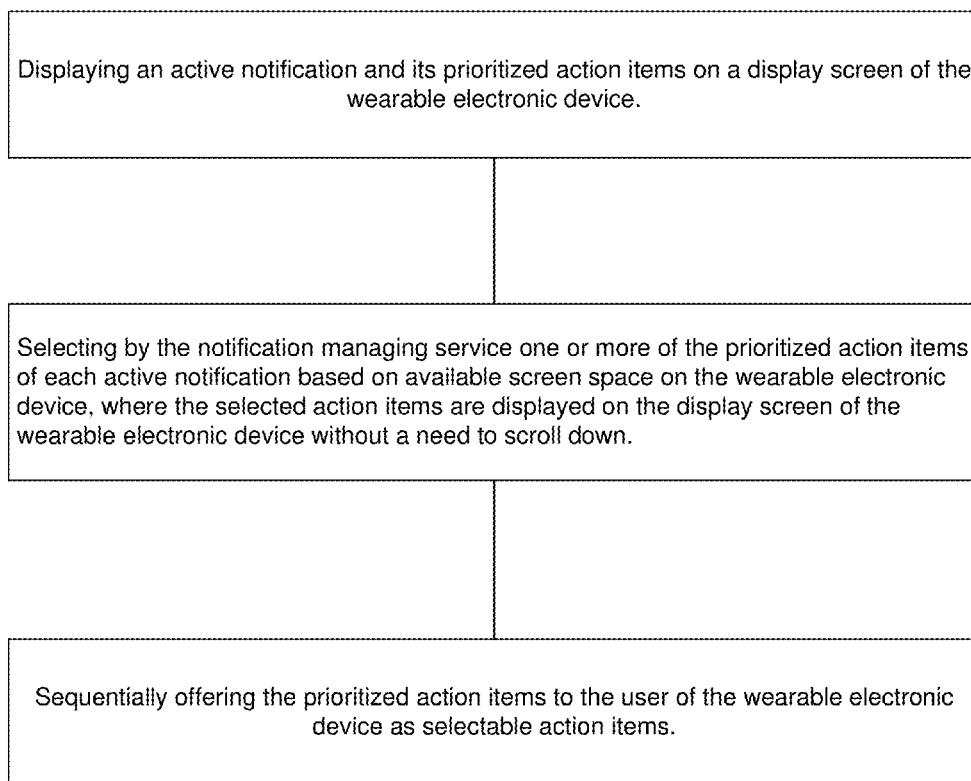 Displaying an active notification and its prioritized action items on a display screen of the
wearable electronic device.
Selecting by the notification managing service one or more of the prioritized action items
of each active notification based on available screen space on the wearable electronic
device, where the selected action items are displayed on the display screen of the
wearable electronic device without a need to scroll down.
Sequentially offering the prioritized action items to the user of the wearable electronic
device as selectable action items.